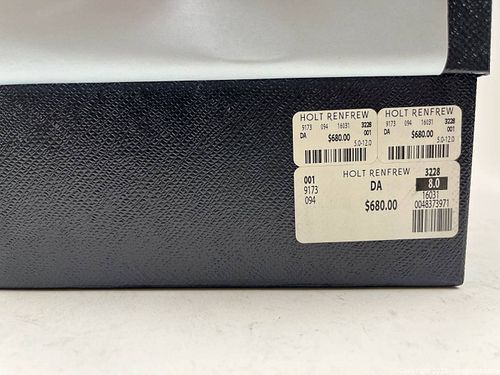 HOLT RENFREW
9173 094 16031 3228
DA 001
$680.00
5.0-12.0
HOLT RENFREW
9173 094 16031 3228
DA 001
$680.00
5.0-12.0
HOLT RENFREW 3228
001 DA 8.0
9173 16031
094 $680.00 0048373971